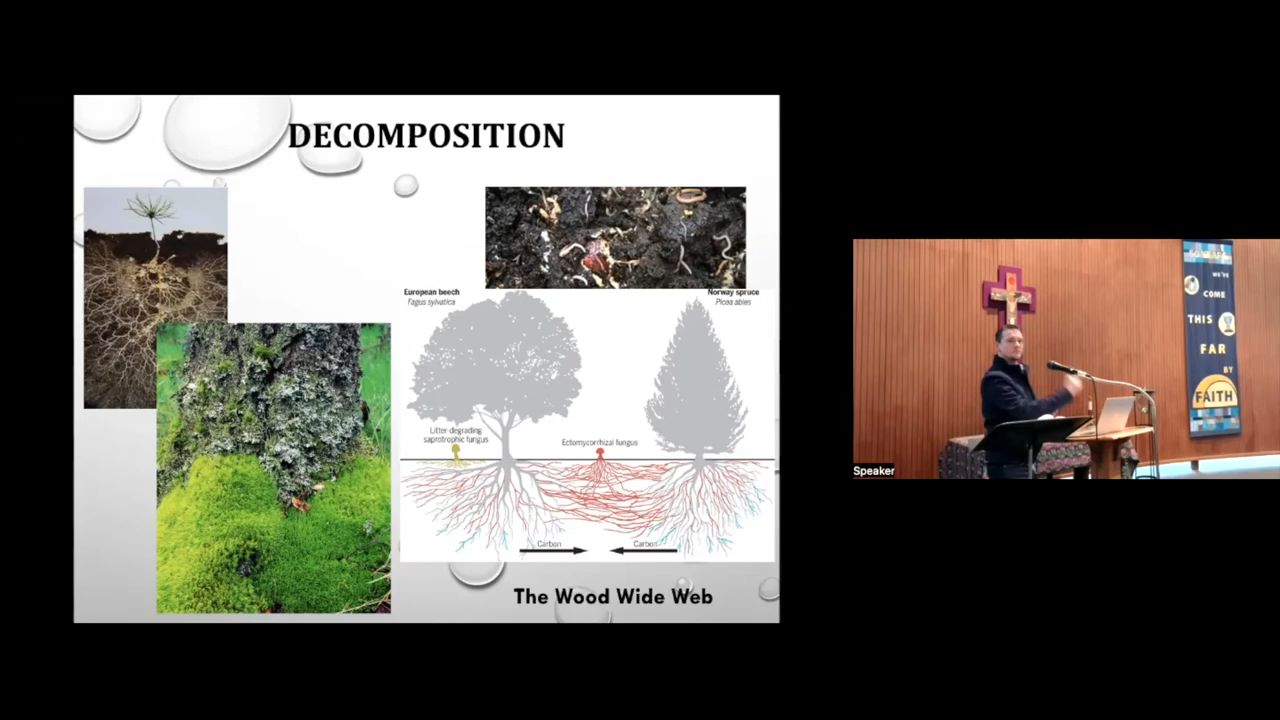 DECOMPOSITION
European beech
Fagus sylvatica
Norway spruce
Picea abies
Litter-degrading
saprotrophic fungus
Ectomycorrhizal fungus
Carbon
Carbon
The Wood Wide Web
WE'VE
COME
THIS
FAR
BY
FAITH
Speaker